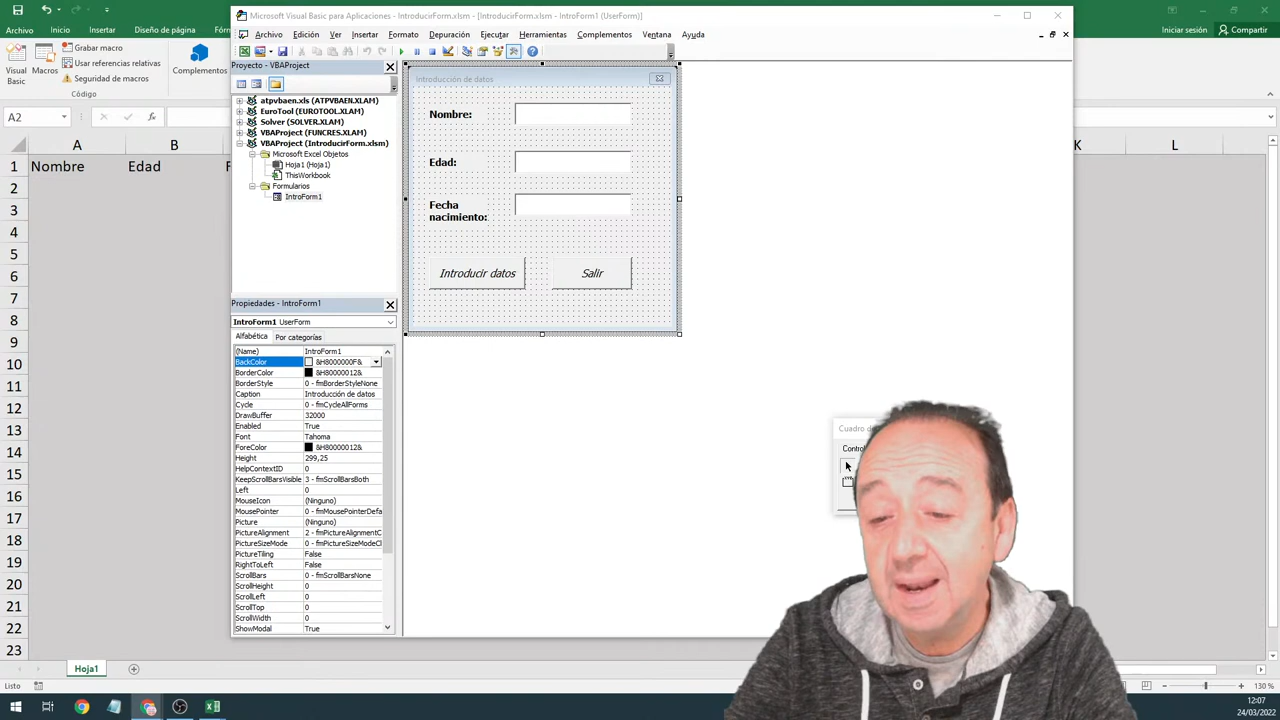 Microsoft Visual Basic para Aplicaciones - IntroducirForm.xlsm - [IntroducirForm.xlsm - IntroForm1 (UserForm)]
Archivo Edición Ver Insertar Formato Depuración Ejecutar Herramientas Complementos Ventana Ayuda
Archivo Inicio Insertar Diseño de página
Iniciar sesión Compartir
Visual Basic
Macros
Grabar macro
Usar referencias relativas
Seguridad de macros
Código
Complementos
A2
fx
A B K L
1 Nombre Edad F
2
3
4
5
6
7
8
9
10
11
12
13
14
15
16
17
18
19
20
21
22
23
Proyecto - VBAProject
atpvbaen.xls (ATPVBAEN.XLAM)
EuroTool (EUROTOOL.XLAM)
Solver (SOLVER.XLAM)
VBAProject (FUNCRES.XLAM)
VBAProject (IntroducirForm.xlsm)
Microsoft Excel Objetos
Hoja1 (Hoja1)
ThisWorkbook
Formularios
IntroForm1
Propiedades - IntroForm1
IntroForm1 UserForm
Alfabética Por categorías
(Name) IntroForm1
BackColor &H8000000F&
BorderColor &H80000012&
BorderStyle 0 - fmBorderStyleNone
Caption Introducción de datos
Cycle 0 - fmCycleAllForms
DrawBuffer 32000
Enabled True
Font Tahoma
ForeColor &H80000012&
Height 299,25
HelpContextID 0
KeepScrollBarsVisible 3 - fmScrollBarsBoth
Left 0
MouseIcon (Ninguno)
MousePointer 0 - fmMousePointerDefa
Picture (Ninguno)
PictureAlignment 2 - fmPictureAlignmentC
PictureSizeMode 0 - fmPictureSizeModeCl
PictureTiling False
RightToLeft False
ScrollBars 0 - fmScrollBarsNone
ScrollHeight 0
ScrollLeft 0
ScrollTop 0
ScrollWidth 0
ShowModal True
Introducción de datos
Nombre:
Edad:
Fecha
nacimiento:
Introducir datos
Salir
Cuadro de
Control
Hoja1
Listo
130 %
12:07
24/03/2022